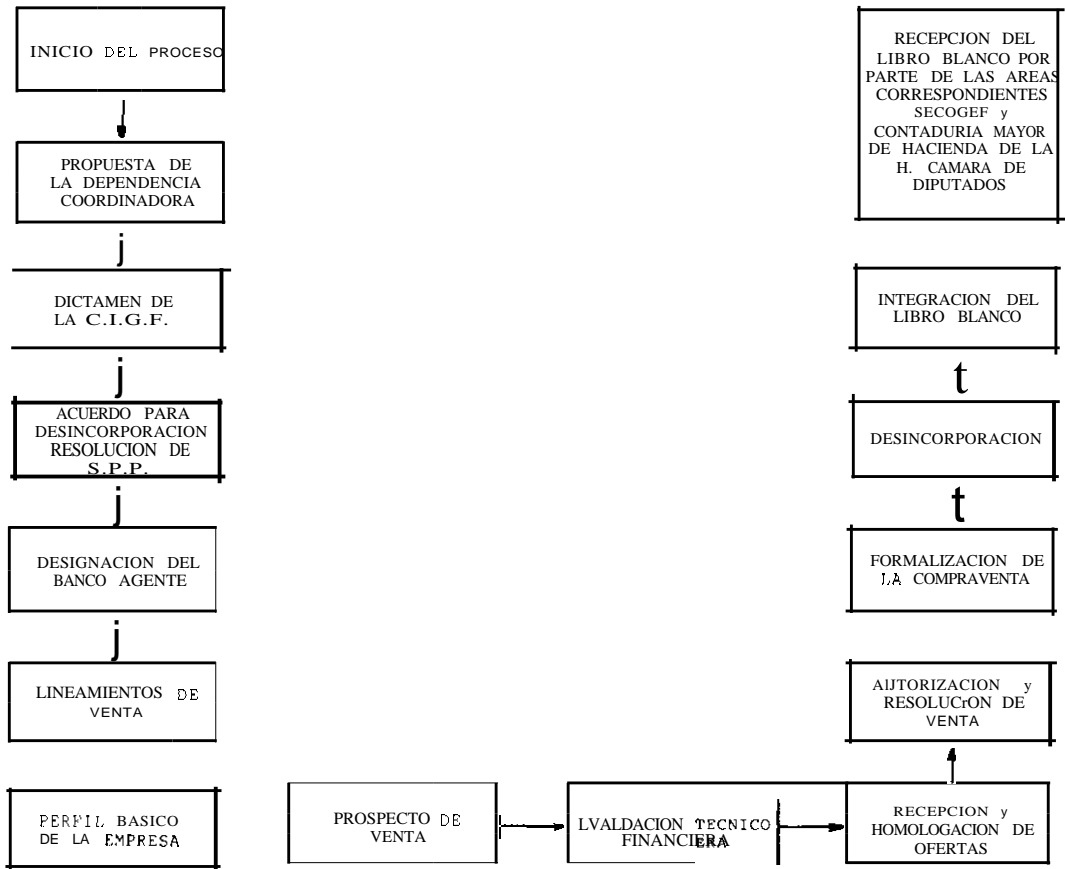 INICIO DEL PROCESO
PROPUESTA DE
LA DEPENDENCIA
COORDINADORA
j
DICTAMEN DE
LA C.I.G.F.
j
ACUERDO PARA
DESINCORPORACION
RESOLUCION DE
S.P.P.
j
DESIGNACION DEL
BANCO AGENTE
j
LINEAMIENTOS DE
VENTA
PERFIL BASICO
DE LA EMPRESA
PROSPECTO DE
VENTA
LVALDACION TECNICO
FINANCIERA
ERA
RECEPCION y
HOMOLOGACION DE
OFERTAS
AIJTORIZACION y
RESOLUCrON DE
VENTA
FORMALIZACION DE
LA COMPRAVENTA
t
DESINCORPORACION
t
INTEGRACION DEL
LIBRO BLANCO
RECEPCJON DEL
LIBRO BLANCO POR
PARTE DE LAS AREAS
CORRESPONDIENTES
SECOGEF y
CONTADURIA MAYOR
DE HACIENDA DE LA
H. CAMARA DE
DIPUTADOS